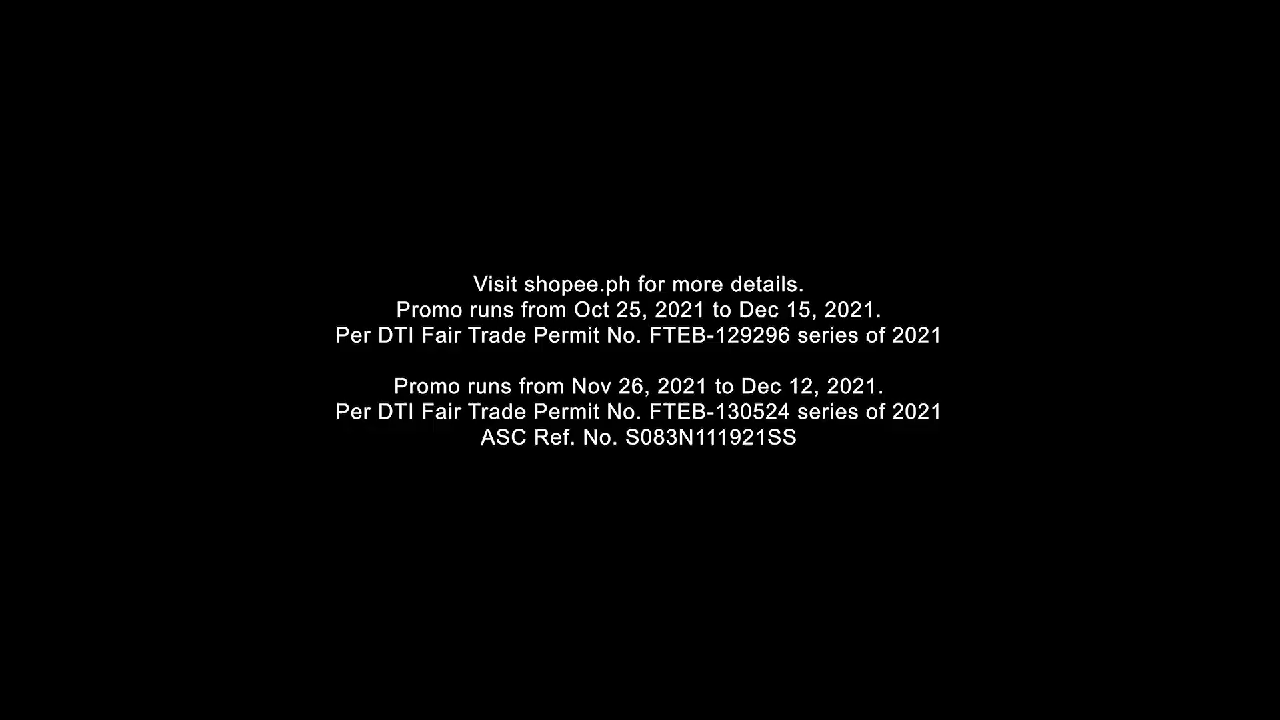 Visit shopee.ph for more details.
Promo runs from Oct 25, 2021 to Dec 15, 2021.
Per DTI Fair Trade Permit No. FTEB-129296 series of 2021
Promo runs from Nov 26, 2021 to Dec 12, 2021.
Per DTI Fair Trade Permit No. FTEB-130524 series of 2021
ASC Ref. No. S083N111921SS